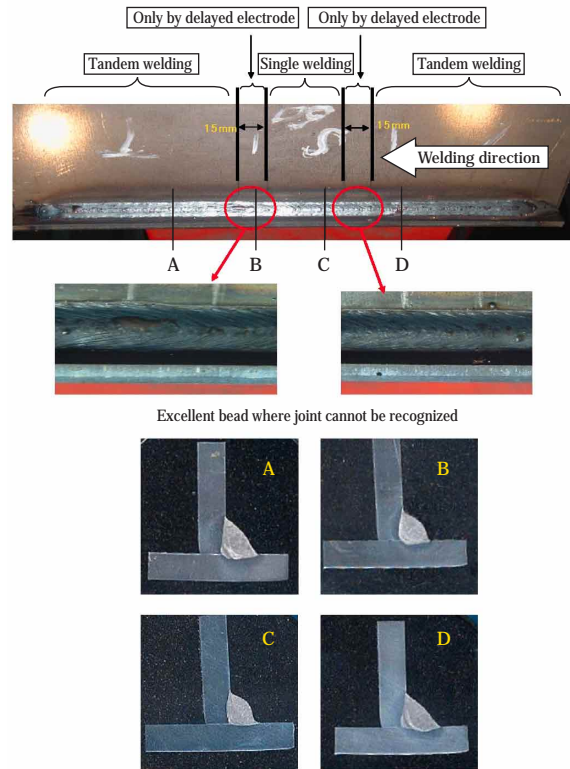 Only by delayed electrode
Only by delayed electrode
Tandem welding
Single welding
Tandem welding
15mm
15mm
Welding direction
A
B
C
D
Excellent bead where joint cannot be recognized
A
B
C
D